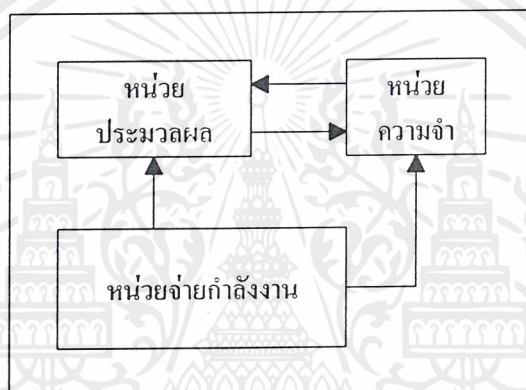 หน่วย
ประมวลผล
หน่วย
ความจำ
หน่วยจ่ายกำลังงาน